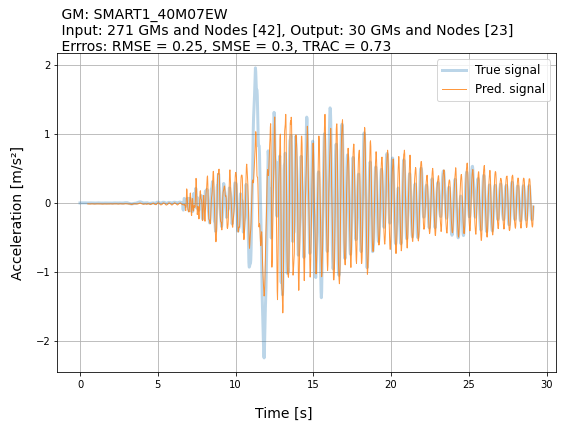 GM: SMART1_40M07EW
Input: 271 GMs and Nodes [42], Output: 30 GMs and Nodes [23]
Errros: RMSE = 0.25, SMSE = 0.3, TRAC = 0.73
True signal
Pred. signal
2
1
0
−1
−2
Acceleration [m/s²]
0 5 10 15 20 25 30
Time [s]